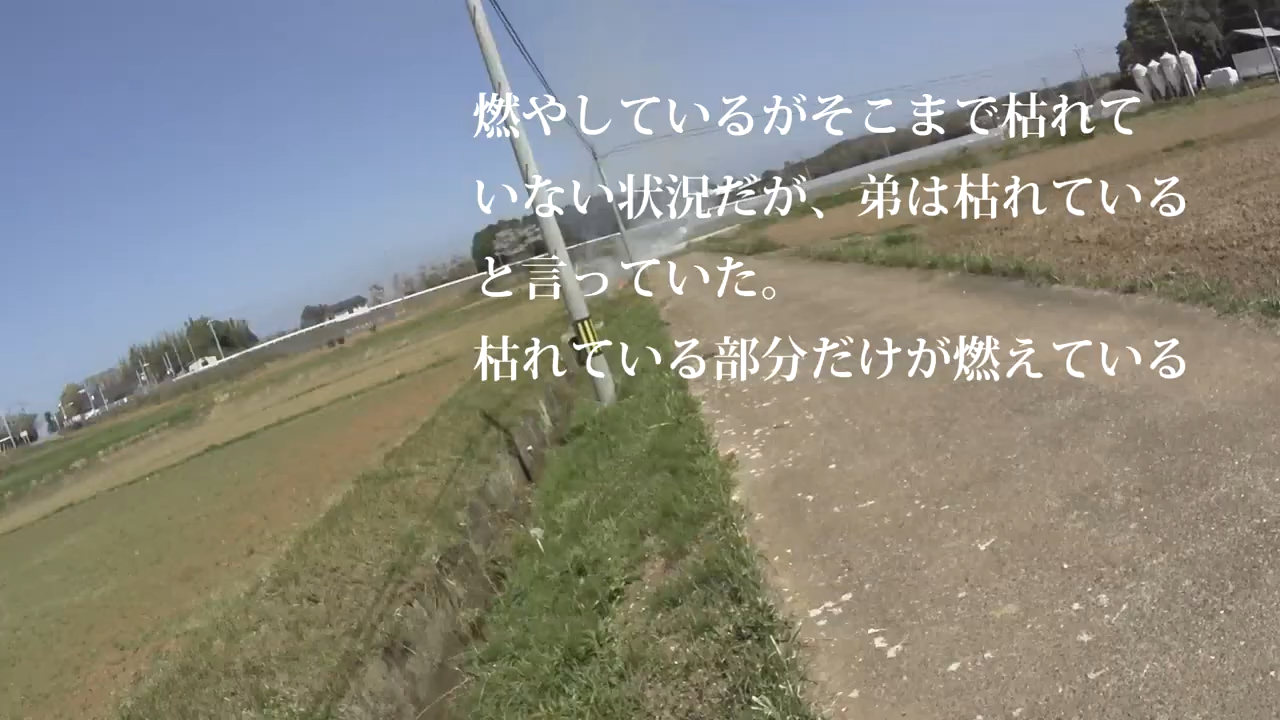 燃やしているがそこまで枯れて
いない状況だが、弟は枯れている
と言っていた。
枯れている部分だけが燃えている